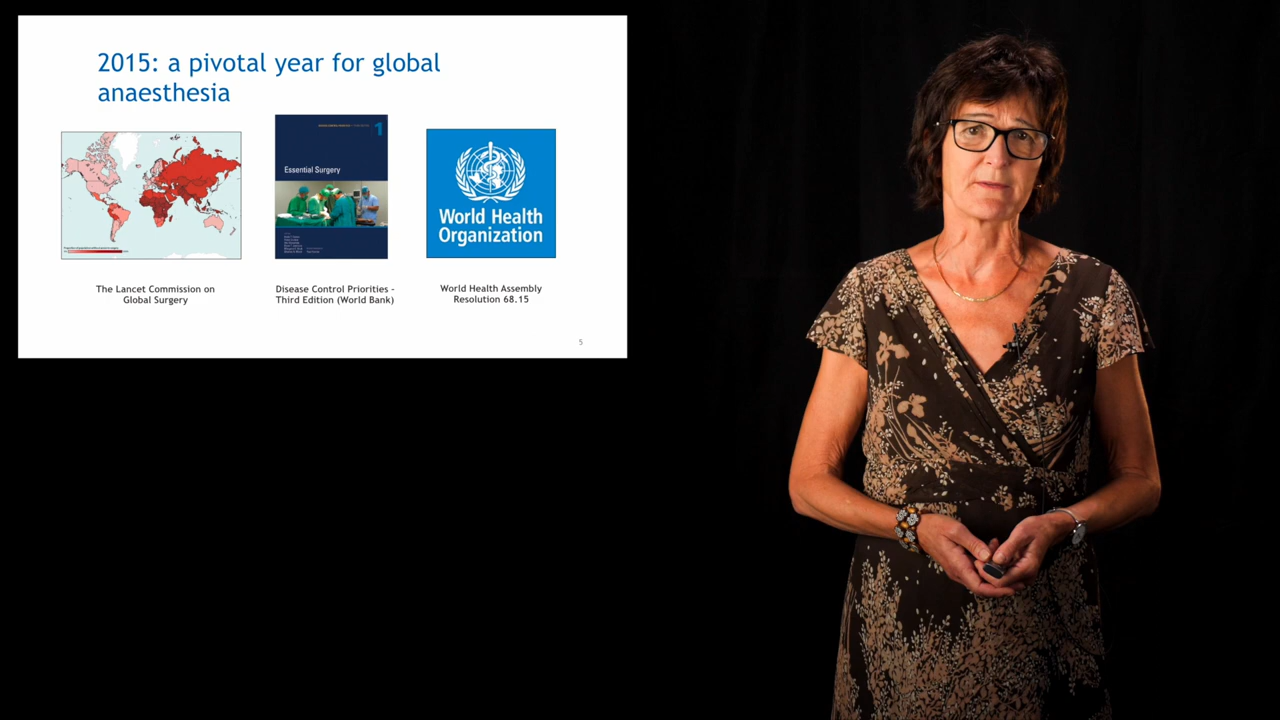 2015: a pivotal year for global
anaesthesia
1
Essential Surgery
World Health
Organization
The Lancet Commission on
Global Surgery
Disease Control Priorities -
Third Edition (World Bank)
World Health Assembly
Resolution 68.15
5